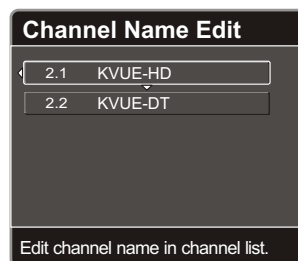 Channel Name Edit
2.1 KVUE-HD
2.2 KVUE-DT
Edit channel name in channel list.